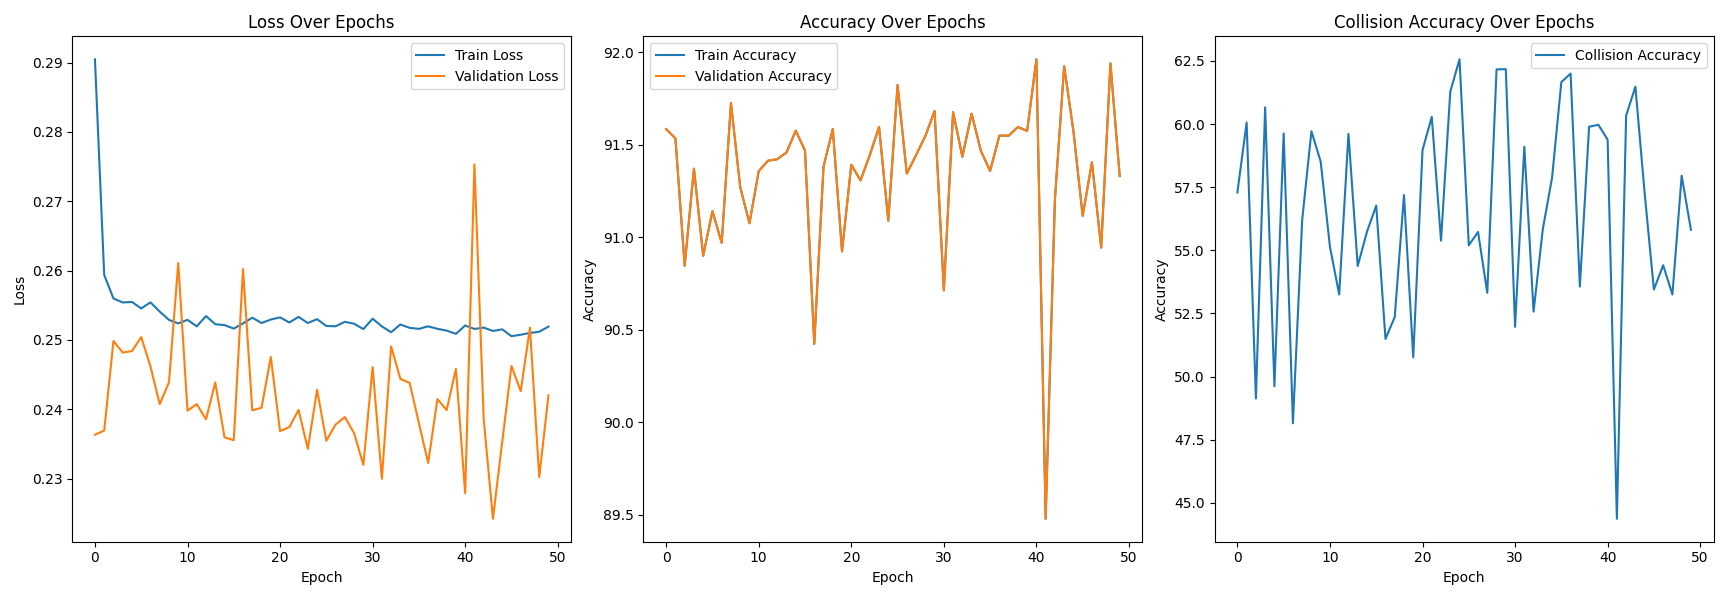 Loss Over Epochs
Train Loss
Validation Loss
0.29
0.28
0.27
0.26
0.25
0.24
0.23
Loss
0 10 20 30 40 50
Epoch
Accuracy Over Epochs
Train Accuracy
Validation Accuracy
92.0
91.5
91.0
90.5
90.0
89.5
Accuracy
0 10 20 30 40 50
Epoch
Collision Accuracy Over Epochs
Collision Accuracy
62.5
60.0
57.5
55.0
52.5
50.0
47.5
45.0
Accuracy
0 10 20 30 40 50
Epoch